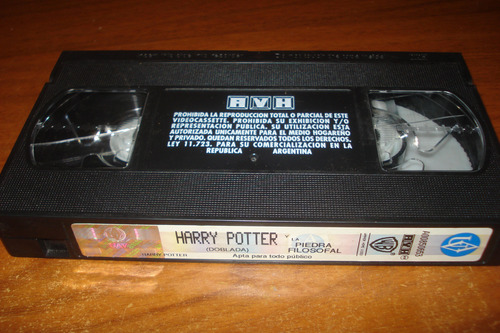 AVH
PROHIBIDA LA REPRODUCCION TOTAL O PARCIAL DE ESTE
VIDEOCASSETTE, PROHIBIDA SU EXHIBICION Y/O
REPRESENTACION PUBLICA, SU UTILIZACION ESTA
AUTORIZADA UNICAMENTE PARA EL MEDIO HOGAREÑO
Y PRIVADO, QUEDAN RESERVADOS TODOS LOS DERECHOS.
LEY 11.723. PARA SU COMERCIALIZACION EN LA
REPUBLICA ARGENTINA
HARRY POTTER Y LA PIEDRA FILOSOFAL
(DOBLADA)
HARRY POTTER
Apta para todo público
AVH